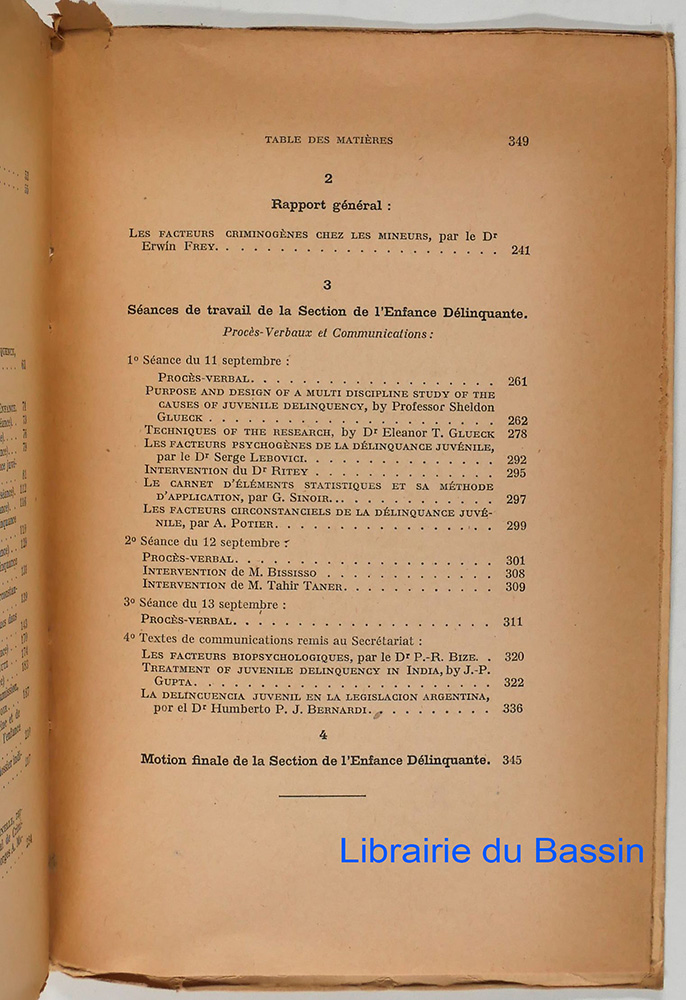 TABLE DES MATIÈRES 349
2
Rapport général :
LES FACTEURS CRIMINOGÈNES CHEZ LES MINEURS, par le Dr
Erwin FREY. . . . . . . . . . . . . . . . . . . . . . 241
3
Séances de travail de la Section de l'Enfance Délinquante.
Procès-Verbaux et Communications :
1º Séance du 11 septembre :
PROCÈS-VERBAL. . . . . . . . . . . . . . . . . . . 261
PURPOSE AND DESIGN OF A MULTI DISCIPLINE STUDY OF THE
CAUSES OF JUVENILE DELINQUENCY, by Professor Sheldon
GLUECK . . . . . . . . . . . . . . . . . . . . . . 262
TECHNIQUES OF THE RESEARCH, by Dr Eleanor T. GLUECK 278
LES FACTEURS PSYCHOGÈNES DE LA DÉLINQUANCE JUVÉNILE,
par le Dr Serge LEBOVICI. . . . . . . . . . . . . . 292
INTERVENTION du Dr RITEY . . . . . . . . . . . . . 295
LE CARNET D'ÉLÉMENTS STATISTIQUES ET SA MÉTHODE
D'APPLICATION, par G. SINOIR. . . . . . . . . . . . 297
LES FACTEURS CIRCONSTANCIELS DE LA DÉLINQUANCE JUVÉ-
NILE, par A. POTIER. . . . . . . . . . . . . . . . . 299
2º Séance du 12 septembre :
PROCÈS-VERBAL. . . . . . . . . . . . . . . . . . . 301
INTERVENTION de M. BISSISSO . . . . . . . . . . . . 308
INTERVENTION de M. Tahir TANER. . . . . . . . . . . 309
3º Séance du 13 septembre :
PROCÈS-VERBAL. . . . . . . . . . . . . . . . . . . 311
4º Textes de communications remis au Secrétariat :
LES FACTEURS BIOPSYCHOLOGIQUES, par le Dr P.-R. BIZE. . 320
TREATMENT OF JUVENILE DELINQUENCY IN INDIA, by J.-P.
GUPTA. . . . . . . . . . . . . . . . . . . . . . . 322
LA DELINCUENCIA JUVENIL EN LA LEGISLACION ARGENTINA,
por el Dr Humberto P. J. BERNARDI. . . . . . . . . . 336
4
Motion finale de la Section de l'Enfance Délinquante. 345
Librairie du Bassin